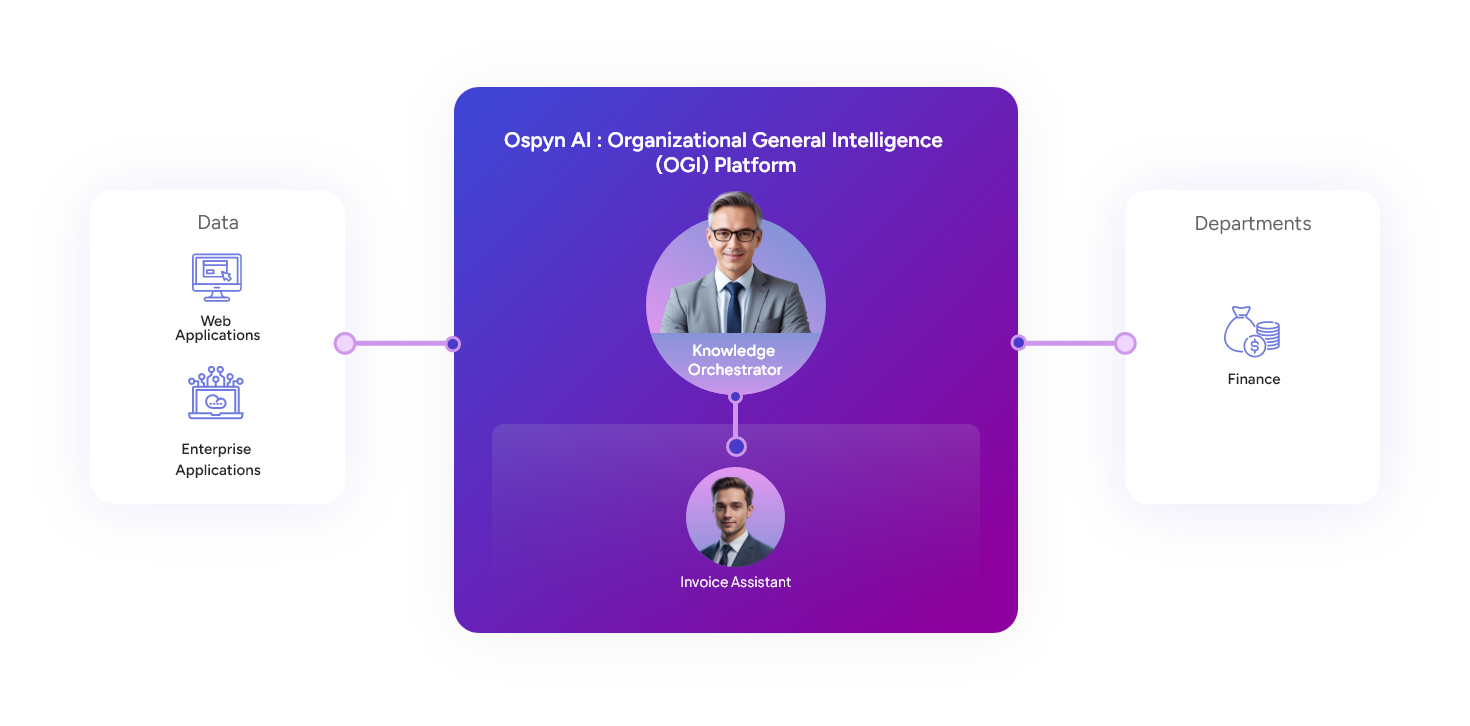 Data
Web
Applications
Enterprise
Applications
Ospyn AI : Organizational General Intelligence
(OGI) Platform
Knowledge
Orchestrator
Invoice Assistant
Departments
$
Finance